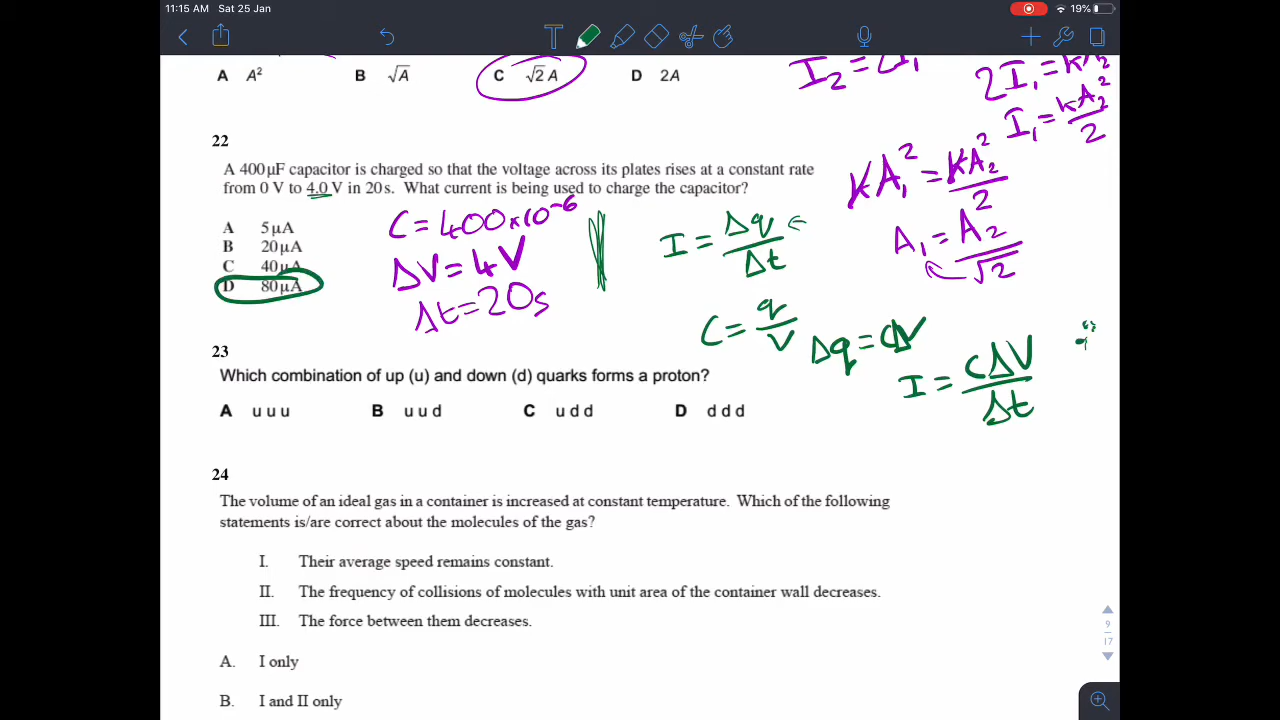 11:15 AM Sat 25 Jan
19%
A A² B √A C √2 A D 2A
I₂ = 2I₁
2I₁ = kA₂²
I₁ = kA₂²/2
22
A 400 µF capacitor is charged so that the voltage across its plates rises at a constant rate
from 0 V to 4.0 V in 20 s. What current is being used to charge the capacitor?
A 5 µA
B 20 µA
C 40 µA
D 80 µA
C = 400×10⁻⁶
ΔV = 4V
Δt = 20s
I = Δq/Δt
C = q/V Δq = CΔV
I = CΔV/Δt
KA₁² = KA₂²/2
A₁ = A₂/√2
23
Which combination of up (u) and down (d) quarks forms a proton?
A u u u B u u d C u d d D d d d
24
The volume of an ideal gas in a container is increased at constant temperature. Which of the following
statements is/are correct about the molecules of the gas?
I. Their average speed remains constant.
II. The frequency of collisions of molecules with unit area of the container wall decreases.
III. The force between them decreases.
A. I only
B. I and II only
9
17